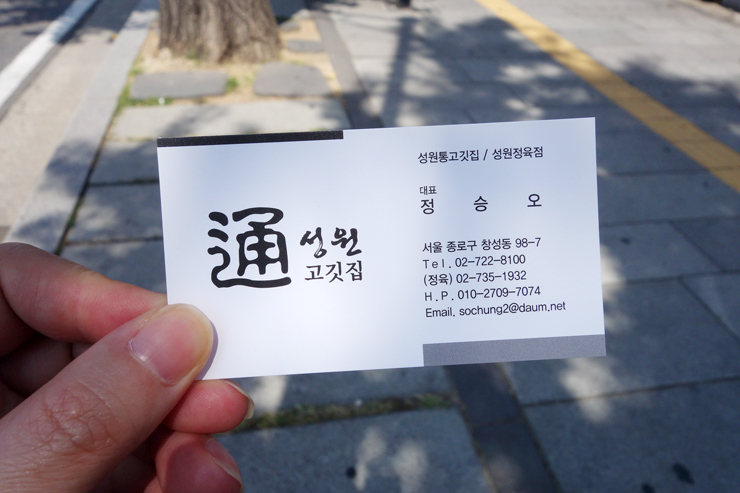 通 성원
고깃집
성원통고깃집 / 성원정육점
대표
정 승 오
서울 종로구 창성동 98-7
Tel. 02-722-8100
(정육) 02-735-1932
H.P. 010-2709-7074
Email. sochung2@daum.net